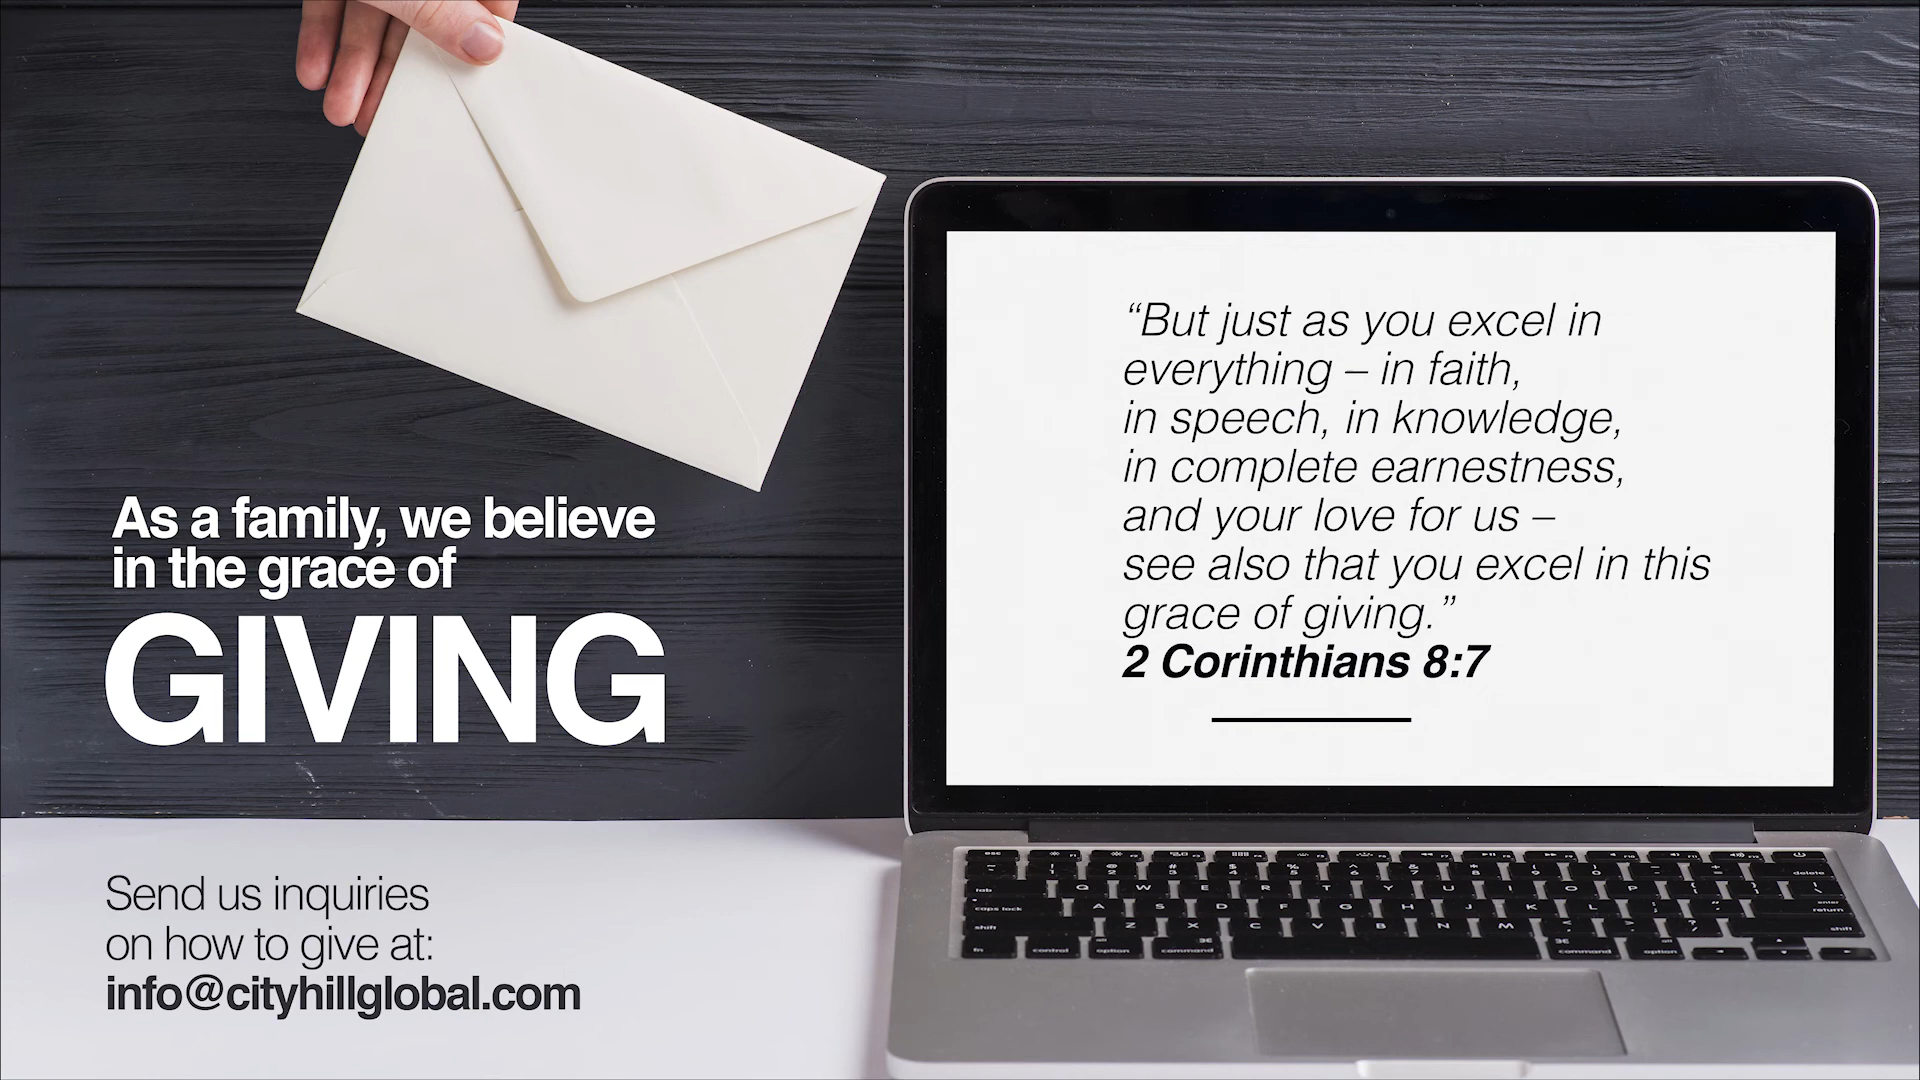 As a family, we believe
in the grace of
GIVING
Send us inquiries
on how to give at:
info@cityhillglobal.com
“But just as you excel in
everything – in faith,
in speech, in knowledge,
in complete earnestness,
and your love for us –
see also that you excel in this
grace of giving.”
2 Corinthians 8:7